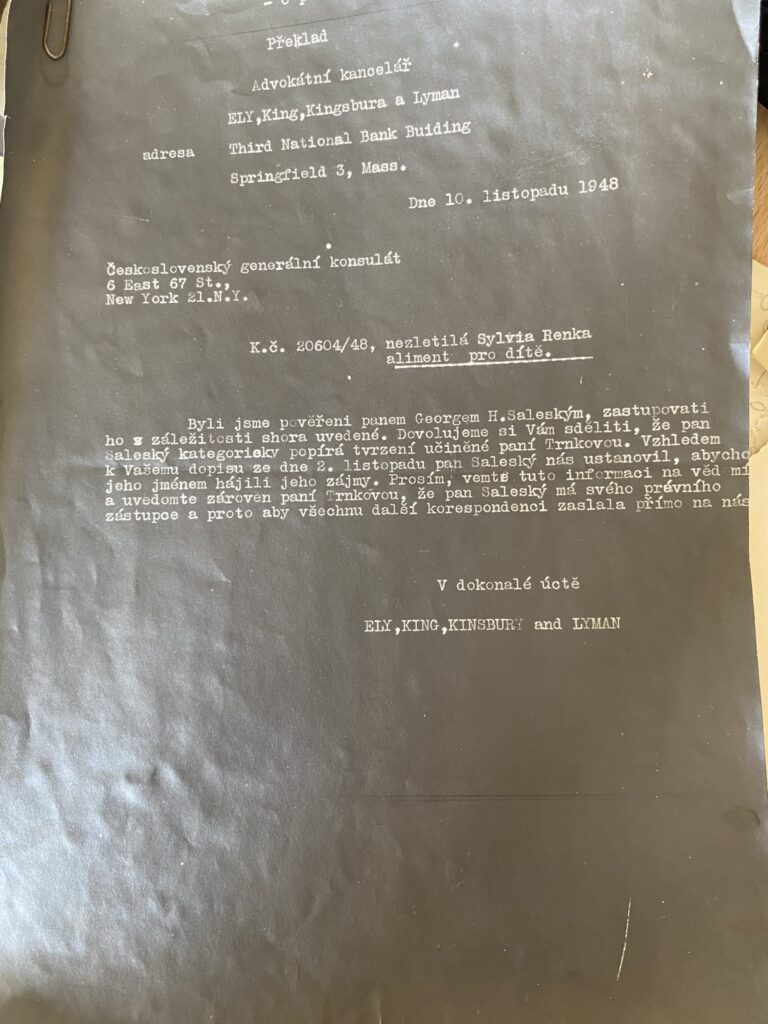 Překlad
Advokátní kancelář
ELY,King,Kingsbura a Lyman
adresa Third National Bank Buiding
Springfield 3, Mass.
Dne 10. listopadu 1948
Československý generální konsulát
6 East 67 St.,
New York 21.N.Y.
K.č. 20604/48, nezletilá Sylvia Renka
aliment pro dítě.
Byli jsme pověřeni panem Georgem H.Saleským, zastupovati
ho v záležitosti shora uvedené. Dovolujeme si Vám sděliti, že pan
Saleský kategorisky popírá tvrzení učiněné paní Trnkovou. Vzhledem
k Vašemu dopisu ze dne 2. listopadu pan Saleský nás ustanovil, abycho
jeho jménem hájili jeho zájmy. Prosím, vemte tuto informaci na věd mí
a uvedomte zároven paní Trnkovou, že pan Saleský má svého právního
zástupce a proto aby všechnu další korespondenci zaslala přímo na nás
V dokonalé úctě
ELY,KING,KINSBURY and LYMAN